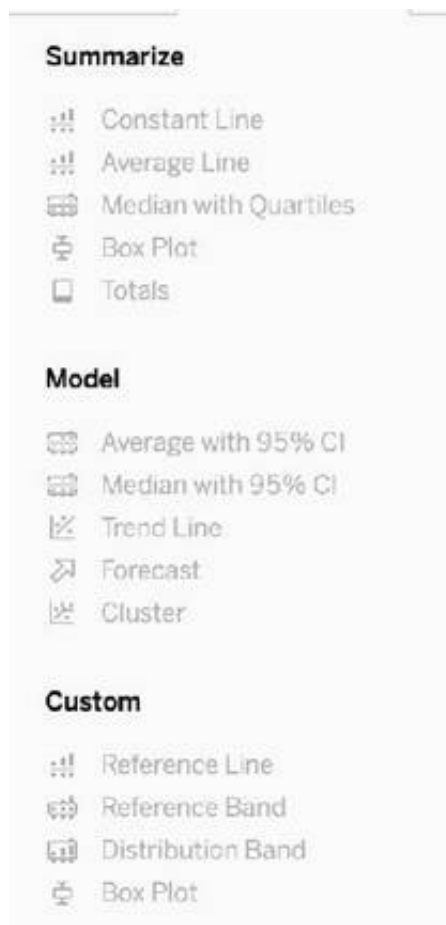 Summarize
Constant Line
Average Line
Median with Quartiles
Box Plot
Totals
Model
Average with 95% CI
Median with 95% CI
Trend Line
Forecast
Cluster
Custom
Reference Line
Reference Band
Distribution Band
Box Plot